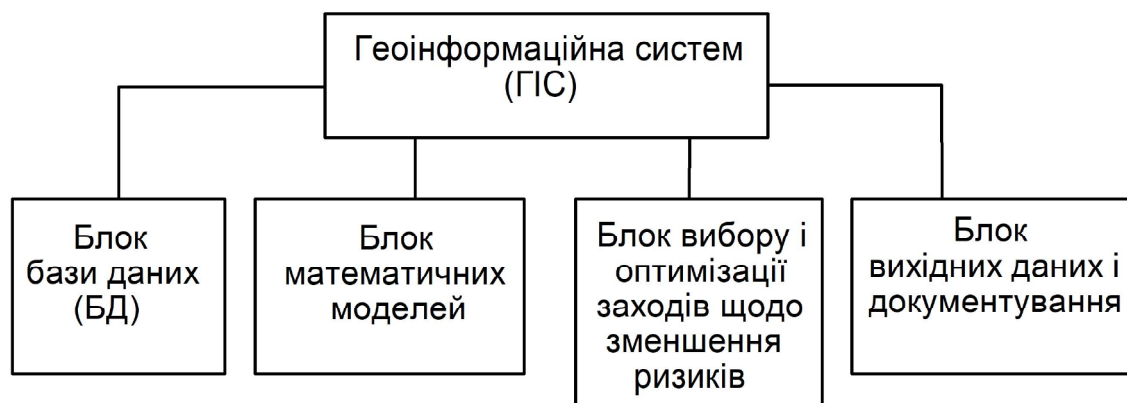 Геоінформаційна систем
(ГІС)
Блок
бази даних
(БД)
Блок
математичних
моделей
Блок вибору і
оптимізації
заходів щодо
зменшення
ризиків
Блок
вихідних даних і
документування